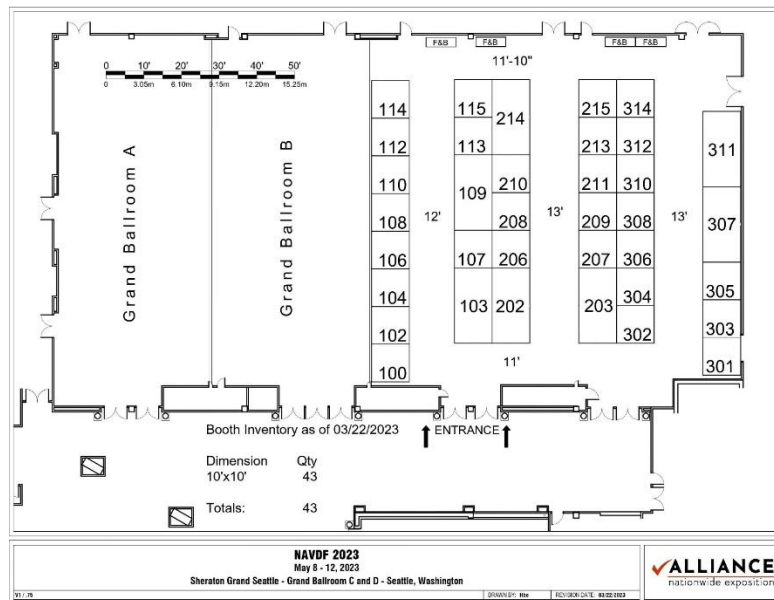 F&B F&B F&B F&B
0 10' 20' 30' 40' 50'
0 3.05m 6.10m 9.15m 12.20m 15.25m
11'-10"
Grand Ballroom A
Grand Ballroom B
114 115 214 215 314
112 113 213 312 311
110 109 210 211 310
12' 13' 13'
108 208 209 308 307
106 107 206 207 306
104 103 202 203 304 305
102 302 303
100 301
11'
Booth Inventory as of 03/22/2023
ENTRANCE
Dimension Qty
10'x10' 43
Totals: 43
NAVDF 2023
May 8 - 12, 2023
Sheraton Grand Seattle - Grand Ballroom C and D - Seattle, Washington
V1 / .75
DRAWN BY: Hte
REVISION DATE: 03/22/2023
ALLIANCE
nationwide exposition